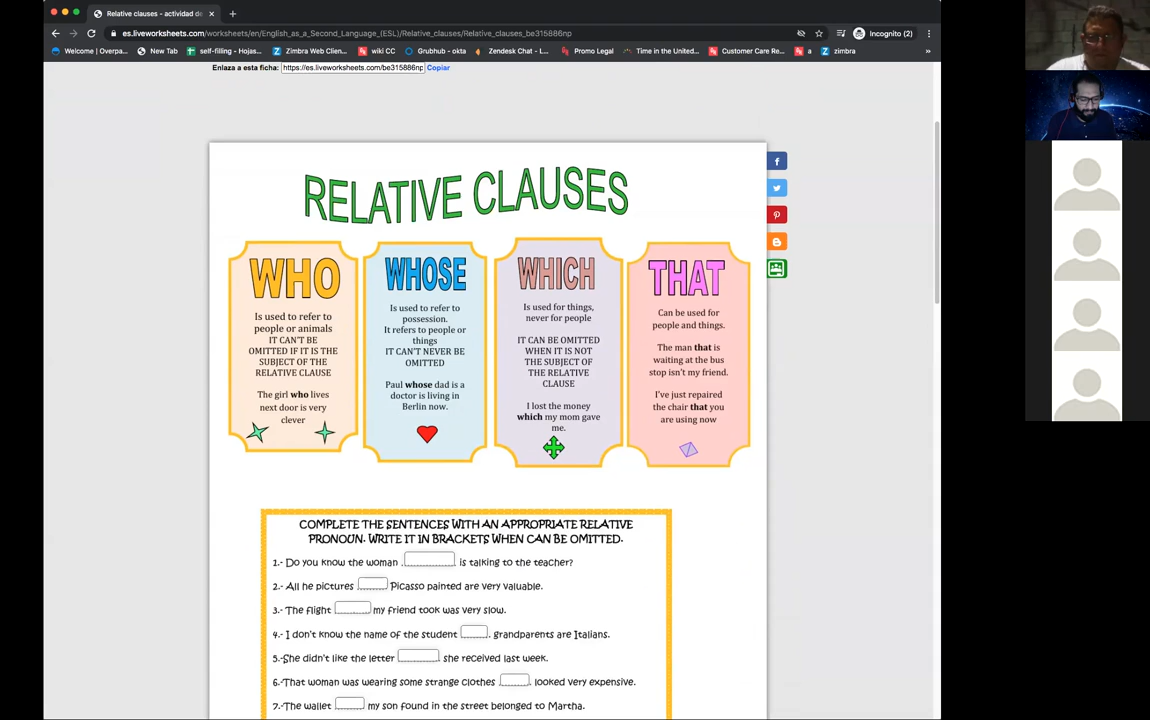 Relative clauses - actividad de
es.liveworksheets.com/worksheets/en/English_as_a_Second_Language_(ESL)/Relative_clauses/Relative_clauses_be315886np
Incognito (2)
Welcome | Overpa...
New Tab
self-filling - Hojas...
Zimbra Web Clien...
wiki CC
Grubhub - okta
Zendesk Chat - L...
Promo Legal
Time in the United...
Customer Care Re...
a
zimbra
Enlaza a esta ficha: https://es.liveworksheets.com/be315886np Copiar
RELATIVE CLAUSES
WHO
Is used to refer to
people or animals
IT CAN'T BE
OMITTED IF IT IS THE
SUBJECT OF THE
RELATIVE CLAUSE
The girl who lives
next door is very
clever
WHOSE
Is used to refer to
possession.
It refers to people or
things
IT CAN'T NEVER BE
OMITTED
Paul whose dad is a
doctor is living in
Berlin now.
WHICH
Is used for things,
never for people
IT CAN BE OMITTED
WHEN IT IS NOT
THE SUBJECT OF
THE RELATIVE
CLAUSE
I lost the money
which my mom gave
me.
THAT
Can be used for
people and things.
The man that is
waiting at the bus
stop isn't my friend.
I've just repaired
the chair that you
are using now
COMPLETE THE SENTENCES WITH AN APPROPRIATE RELATIVE
PRONOUN. WRITE IT IN BRACKETS WHEN CAN BE OMITTED.
1.- Do you know the woman is talking to the teacher?
2.- All he pictures Picasso painted are very valuable.
3.- The flight my friend took was very slow.
4.- I don't know the name of the student . grandparents are Italians.
5.-She didn't like the letter she received last week.
6.-That woman was wearing some strange clothes . looked very expensive.
7.-The wallet my son found in the street belonged to Martha.